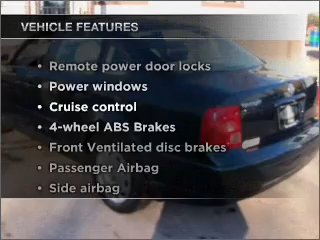 VEHICLE FEATURES
• Remote power door locks
• Power windows
• Cruise control
• 4-wheel ABS Brakes
• Front Ventilated disc brakes
• Passenger Airbag
• Side airbag